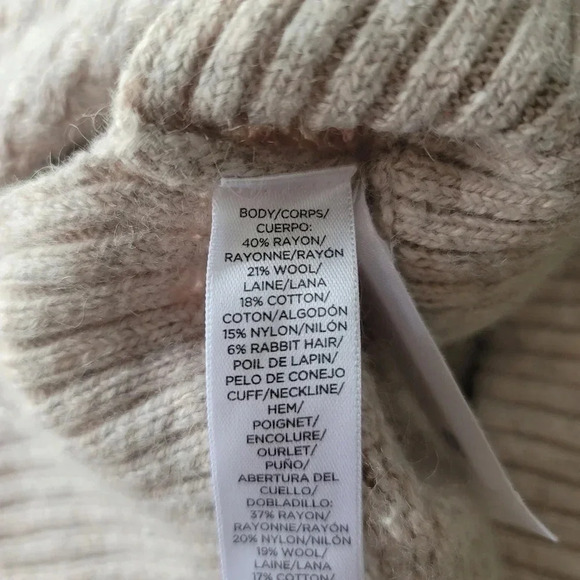 BODY/CORPS/
CUERPO:
40% RAYON/
RAYONNE/RAYÓN
21% WOOL/
LAINE/LANA
18% COTTON/
COTON/ALGODÓN
15% NYLON/NILÓN
6% RABBIT HAIR/
POIL DE LAPIN/
PELO DE CONEJO
CUFF/NECKLINE/
HEM/
POIGNET/
ENCOLURE/
OURLET/
PUÑO/
ABERTURA DEL
CUELLO/
DOBLADILLO:
37% RAYON/
RAYONNE/RAYÓN
20% NYLON/NILÓN
19% WOOL/
LAINE/LANA
17% COTTON/